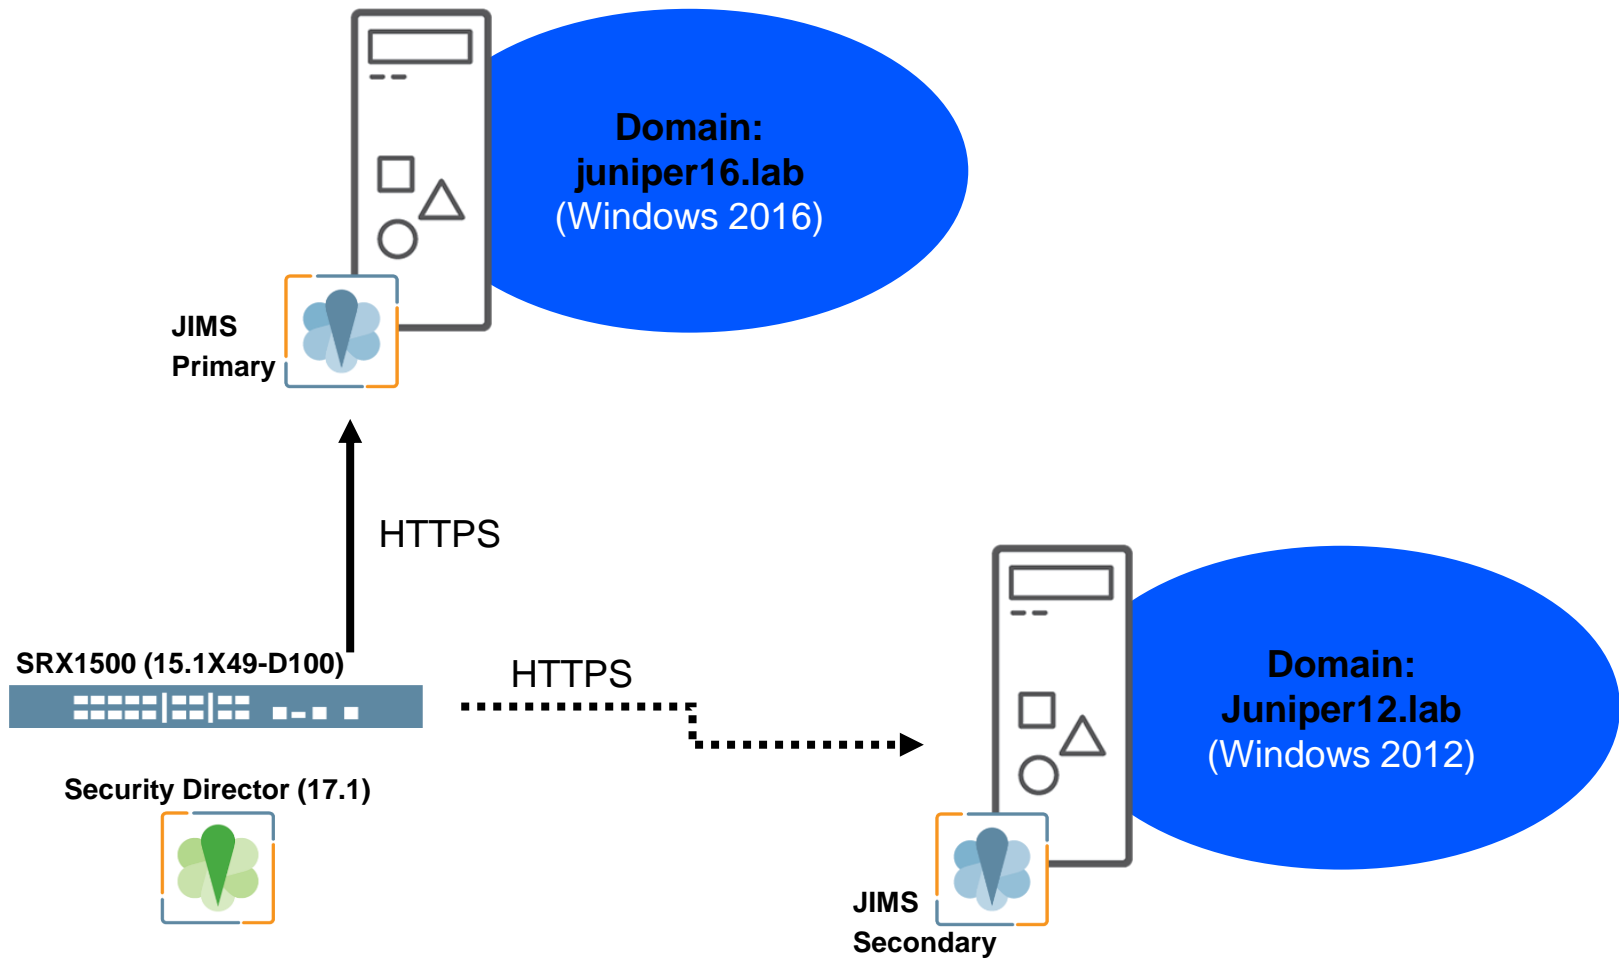 Domain:
juniper16.lab
(Windows 2016)
JIMS
Primary
HTTPS
SRX1500 (15.1X49-D100)
HTTPS
Domain:
Juniper12.lab
(Windows 2012)
Security Director (17.1)
JIMS
Secondary